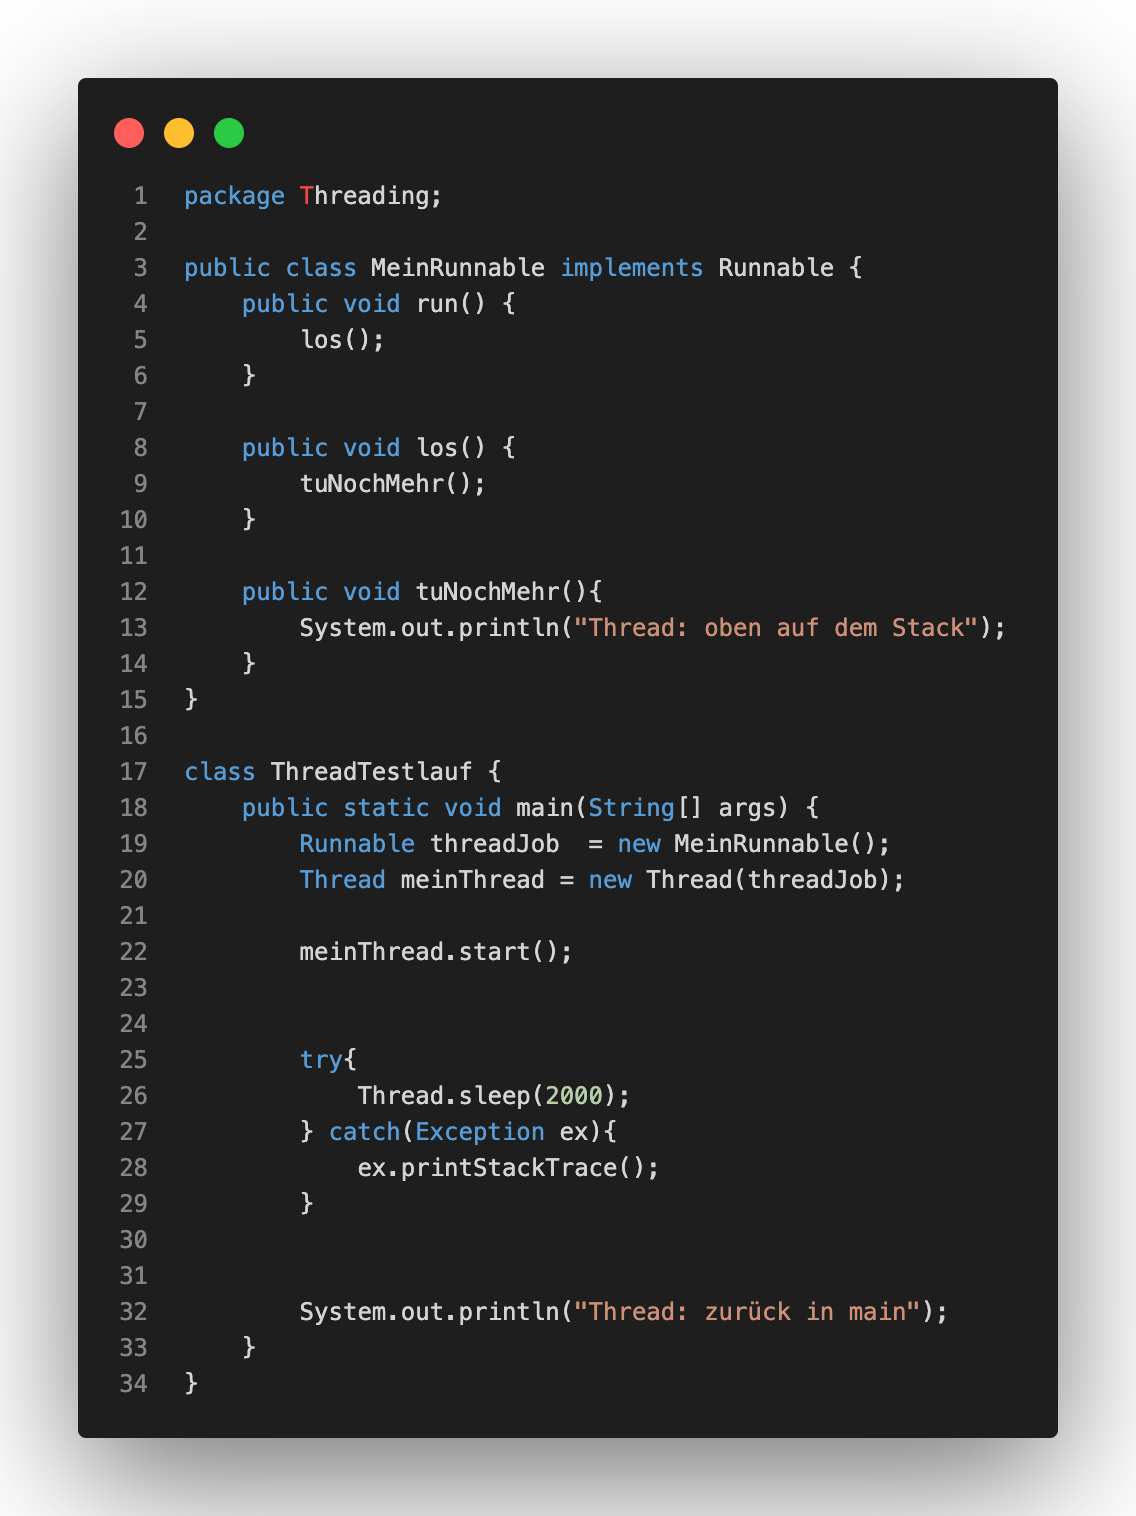 1 package Threading;
2
3 public class MeinRunnable implements Runnable {
4     public void run() {
5         los();
6     }
7
8     public void los() {
9         tuNochMehr();
10     }
11
12     public void tuNochMehr(){
13         System.out.println("Thread: oben auf dem Stack");
14     }
15 }
16
17 class ThreadTestlauf {
18     public static void main(String[] args) {
19         Runnable threadJob  = new MeinRunnable();
20         Thread meinThread = new Thread(threadJob);
21
22         meinThread.start();
23
24
25         try{
26             Thread.sleep(2000);
27         } catch(Exception ex){
28             ex.printStackTrace();
29         }
30
31
32         System.out.println("Thread: zurück in main");
33     }
34 }